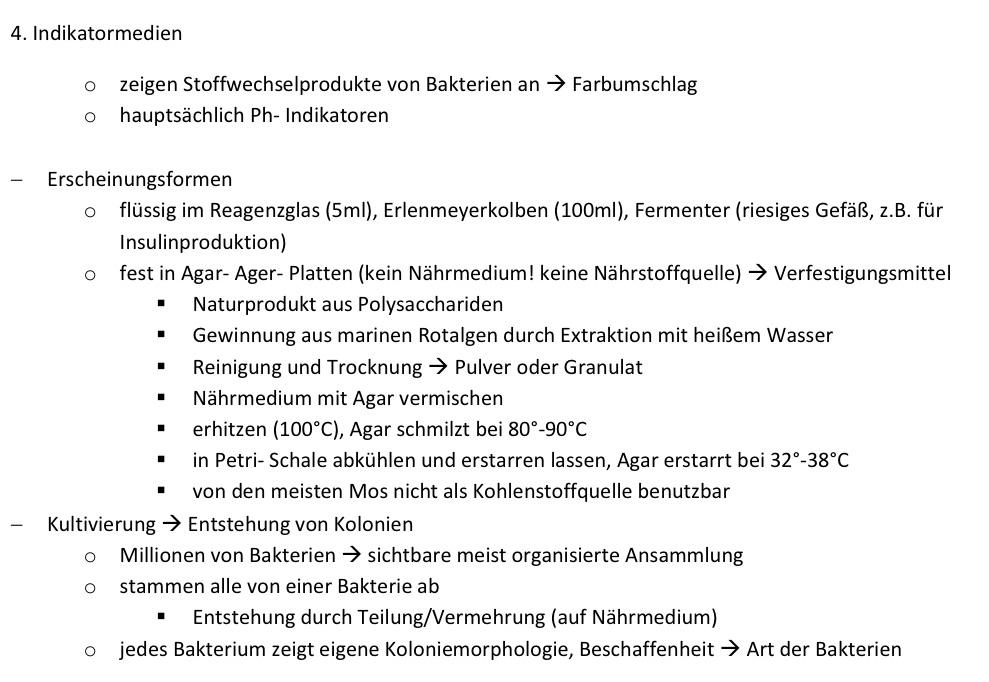 4. Indikatormedien
o zeigen Stoffwechselprodukte von Bakterien an → Farbumschlag
o hauptsächlich Ph- Indikatoren
– Erscheinungsformen
o flüssig im Reagenzglas (5ml), Erlenmeyerkolben (100ml), Fermenter (riesiges Gefäß, z.B. für
Insulinproduktion)
o fest in Agar- Ager- Platten (kein Nährmedium! keine Nährstoffquelle) → Verfestigungsmittel
▪ Naturprodukt aus Polysacchariden
▪ Gewinnung aus marinen Rotalgen durch Extraktion mit heißem Wasser
▪ Reinigung und Trocknung → Pulver oder Granulat
▪ Nährmedium mit Agar vermischen
▪ erhitzen (100°C), Agar schmilzt bei 80°-90°C
▪ in Petri- Schale abkühlen und erstarren lassen, Agar erstarrt bei 32°-38°C
▪ von den meisten Mos nicht als Kohlenstoffquelle benutzbar
– Kultivierung → Entstehung von Kolonien
o Millionen von Bakterien → sichtbare meist organisierte Ansammlung
o stammen alle von einer Bakterie ab
▪ Entstehung durch Teilung/Vermehrung (auf Nährmedium)
o jedes Bakterium zeigt eigene Koloniemorphologie, Beschaffenheit → Art der Bakterien